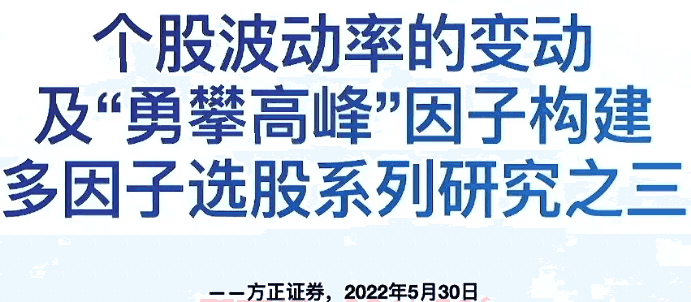 个股波动率的变动
及“勇攀高峰”因子构建
多因子选股系列研究之三
——方正证券，2022年5月30日